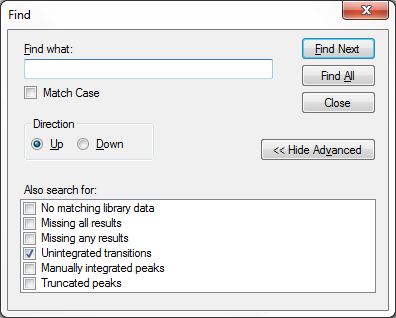 Find
Find what:
Find Next
Find All
Match Case
Close
Direction
Up Down
<< Hide Advanced
Also search for:
No matching library data
Missing all results
Missing any results
Unintegrated transitions
Manually integrated peaks
Truncated peaks